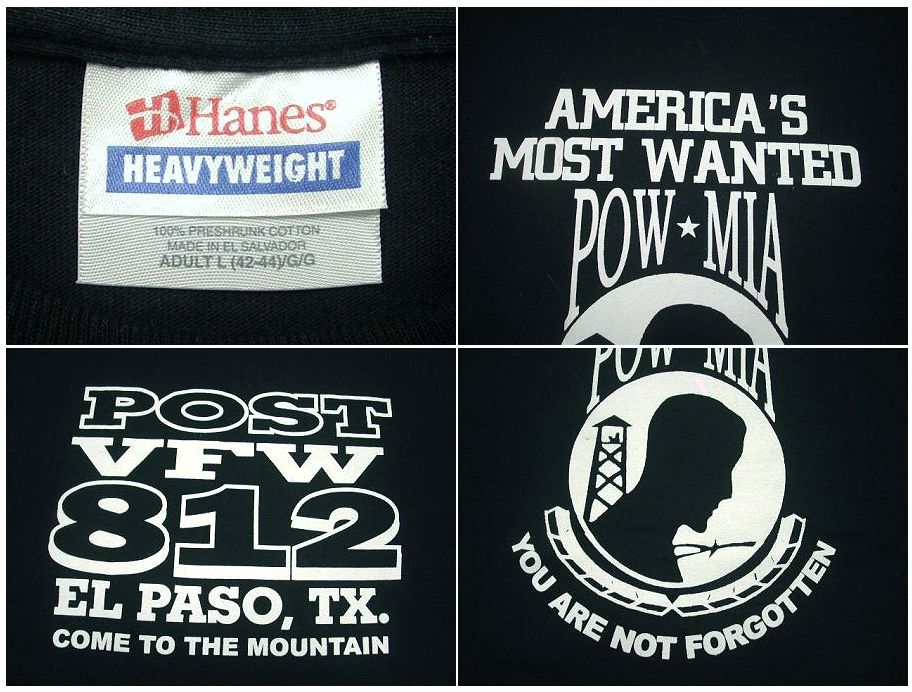 Hanes®
HEAVYWEIGHT
100% PRESHRUNK COTTON
MADE IN EL SALVADOR
ADULT L (42-44)/G/G
AMERICA'S
MOST WANTED
POW★MIA
POST
VFW
812
EL PASO, TX.
COME TO THE MOUNTAIN
POW MIA
YOU ARE NOT FORGOTTEN